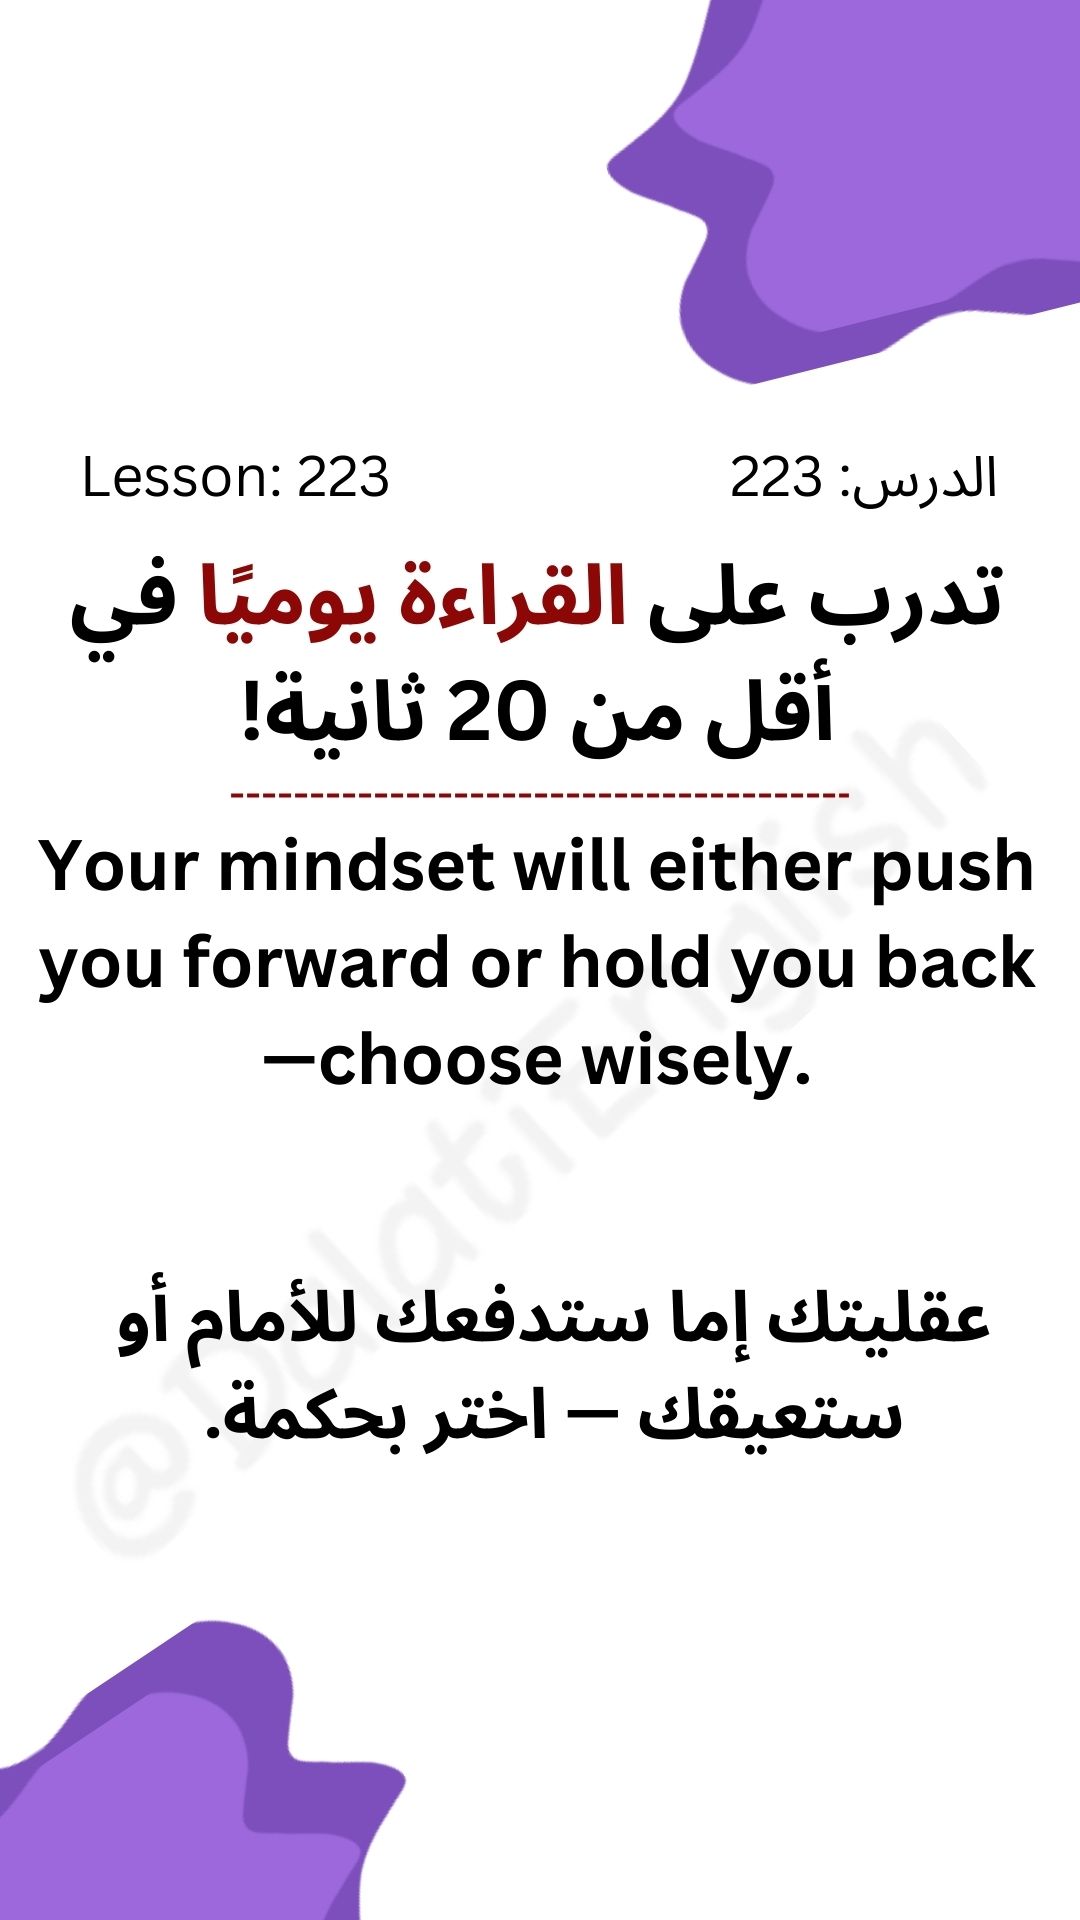 Lesson: 223
الدرس: 223
تدرب على القراءة يوميًا في
أقل من 20 ثانية!
--------------------------------------
Your mindset will either push
you forward or hold you back
—choose wisely.
عقليتك إما ستدفعك للأمام أو
ستعيقك — اختر بحكمة.
@DalatiEnglish